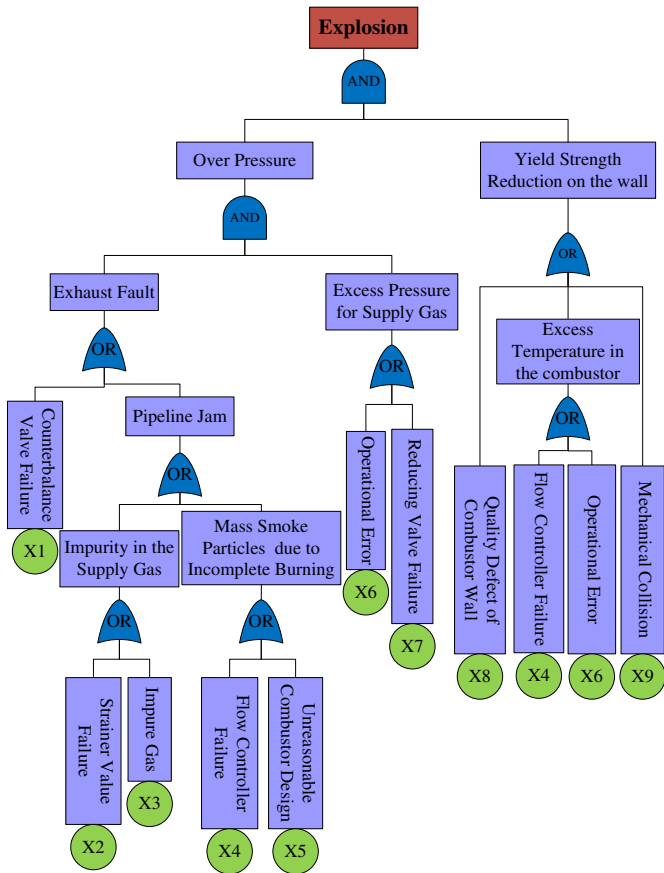 Explosion
AND
Over Pressure
Yield Strength
Reduction on the wall
AND
OR
Exhaust Fault
Excess Pressure
for Supply Gas
Excess
Temperature in
the combustor
OR
OR
OR
Counterbalance
Valve Failure
X1
Pipeline Jam
OR
Operational Error
X6
Reducing Valve Failure
X7
Quality Defect of
Combustor Wall
X8
Flow Controller Failure
X4
Operational Error
X6
Mechanical Collision
X9
Impurity in the
Supply Gas
Mass Smoke
Particles due to
Incomplete Burning
OR
OR
Strainer Value
Failure
X2
Impure Gas
X3
Flow Controller
Failure
X4
Unreasonable
Combustor Design
X5